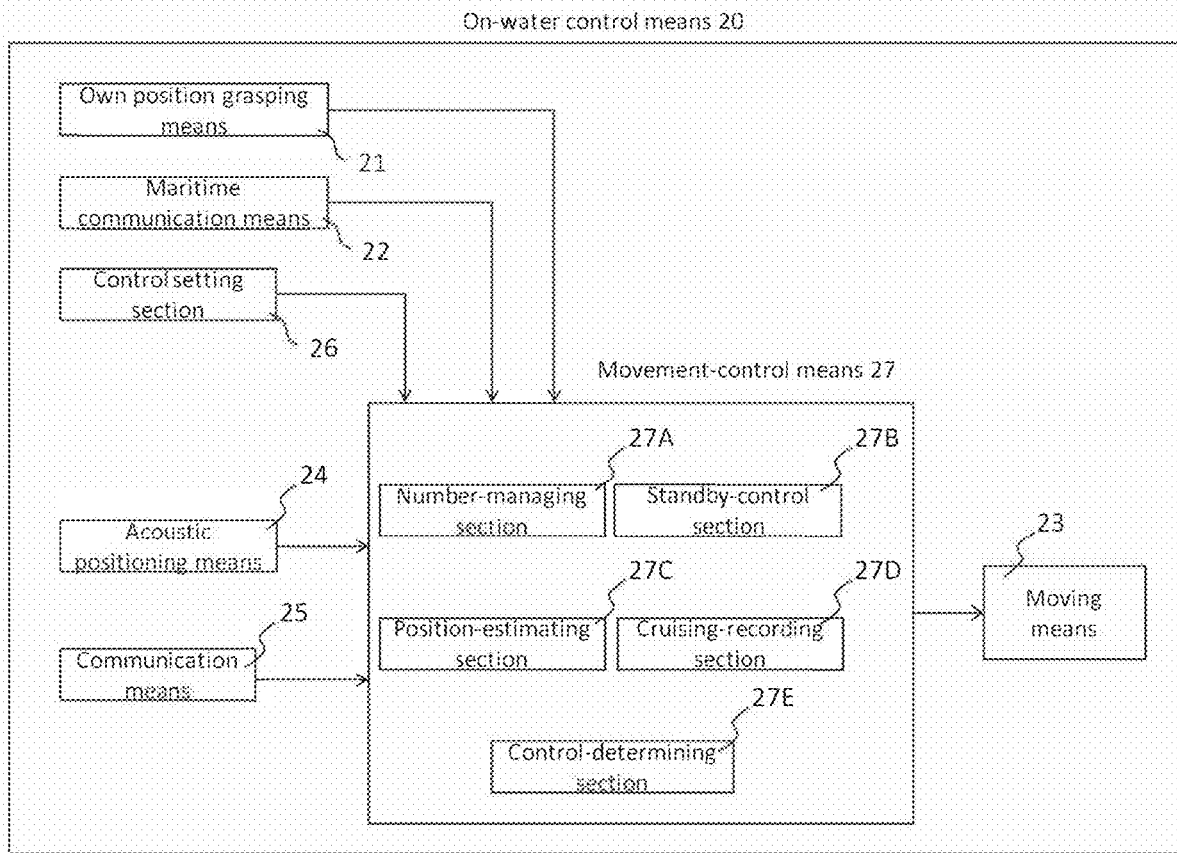 On-water control means 20
Own position grasping
means
21
Maritime
communication means
22
Control setting
section
26
Movement-control means 27
27A
27B
Number-managing
section
Standby-control
section
24
Acoustic
positioning means
27C
27D
23
Moving
means
25
Position-estimating
section
Cruising-recording
section
Communication
means
27E
Control-determining
section